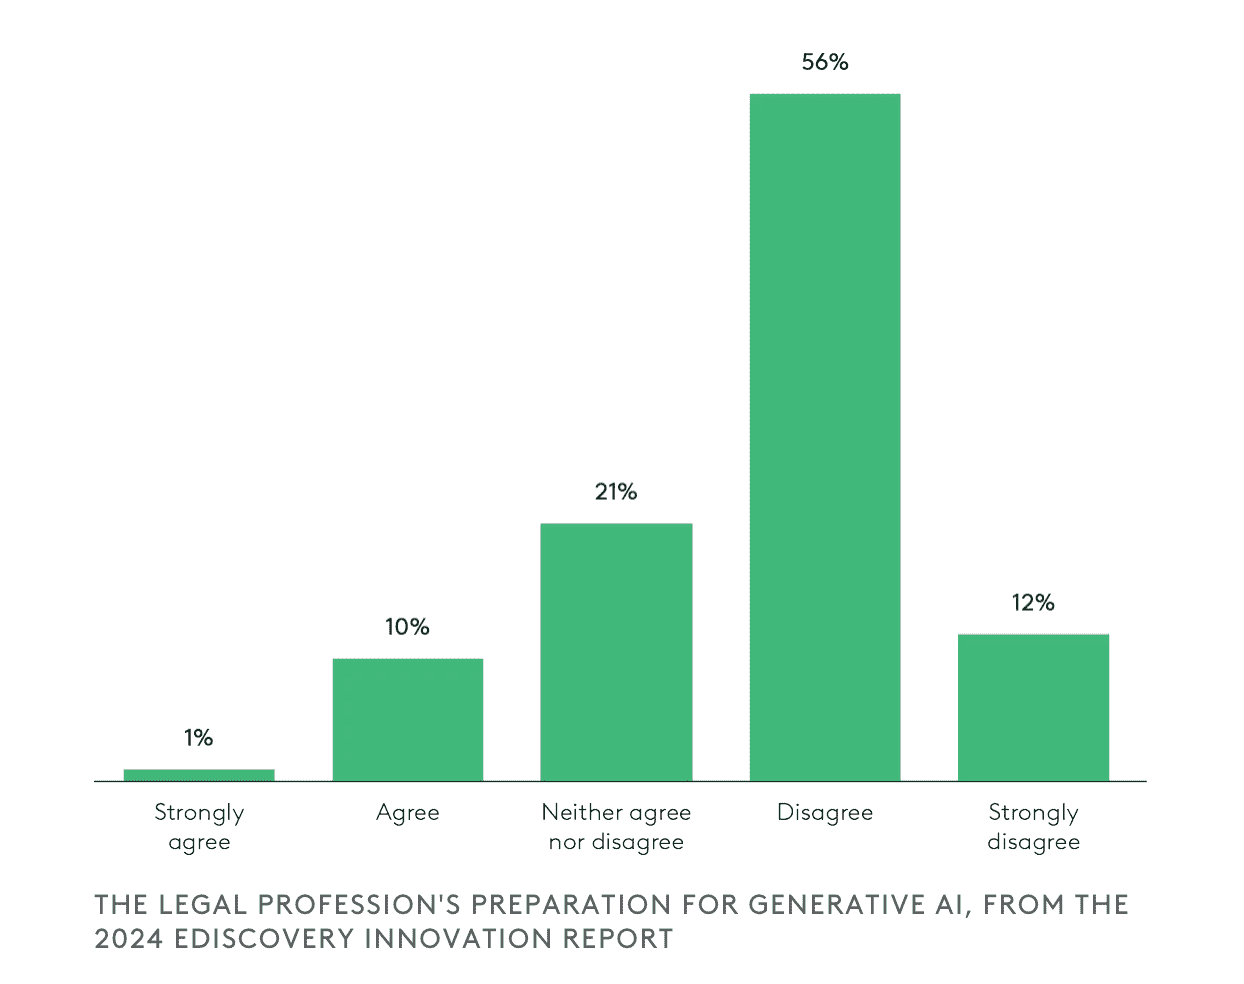 56%
21%
12%
10%
1%
Strongly agree
Agree
Neither agree nor disagree
Disagree
Strongly disagree
THE LEGAL PROFESSION'S PREPARATION FOR GENERATIVE AI, FROM THE
2024 EDISCOVERY INNOVATION REPORT